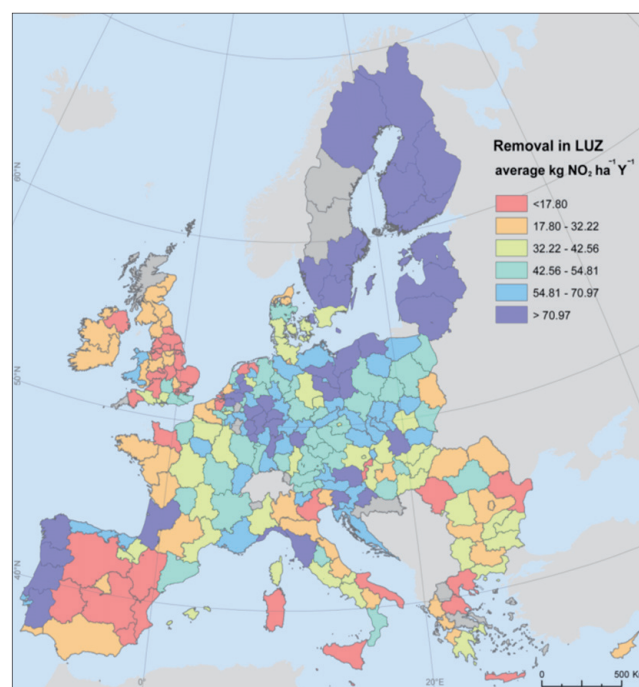 Removal in LUZ
average kg NO₂ ha⁻¹ Y⁻¹
<17.80
17.80 - 32.22
32.22 - 42.56
42.56 - 54.81
54.81 - 70.97
> 70.97
60°N
50°N
40°N
0°
20°E
0 500 K